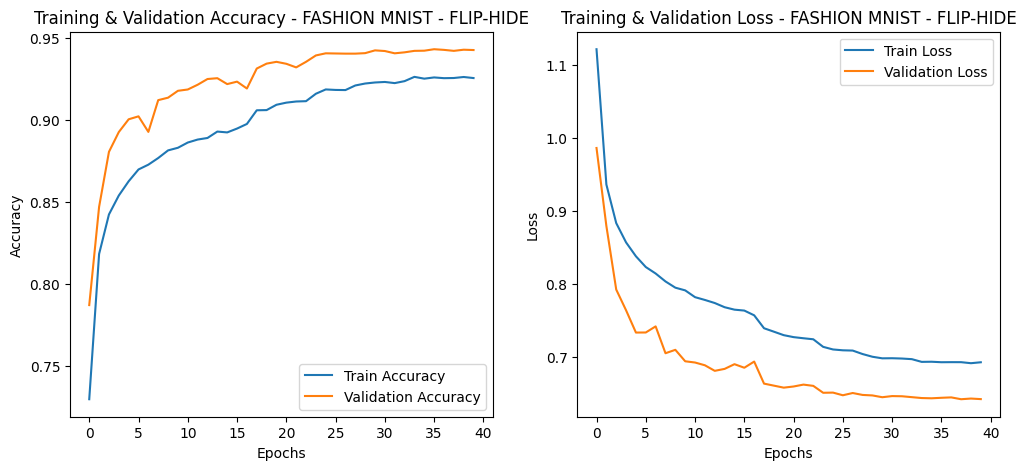 Training & Validation Accuracy - FASHION MNIST - FLIP-HIDE
0.95
0.90
0.85
0.80
0.75
Accuracy
0 5 10 15 20 25 30 35 40
Epochs
Train Accuracy
Validation Accuracy
Training & Validation Loss - FASHION MNIST - FLIP-HIDE
1.1
1.0
0.9
0.8
0.7
Loss
0 5 10 15 20 25 30 35 40
Epochs
Train Loss
Validation Loss